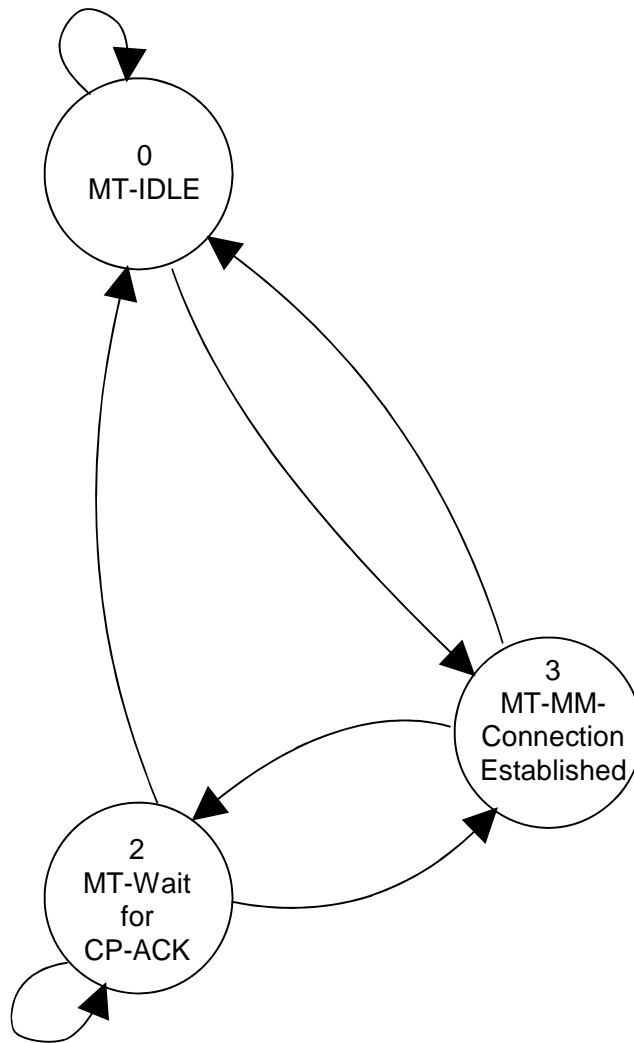 0
MT-IDLE
3
MT-MM-
Connection
Established
2
MT-Wait
for
CP-ACK